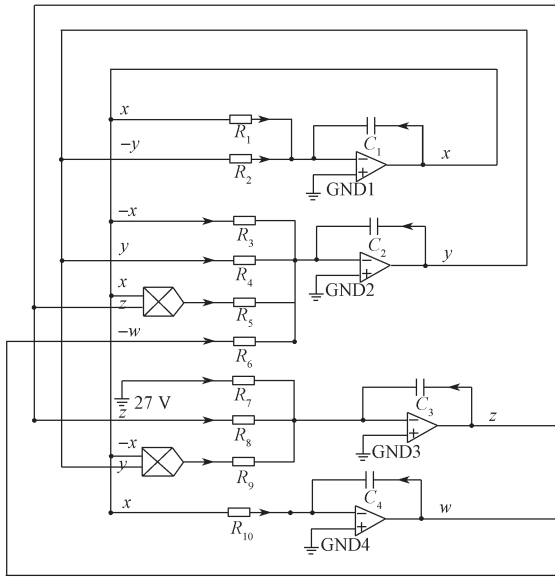 x
R1
−y
R2
C1
−
+
GND1
x
−x
R3
y
R4
C2
−
+
GND2
y
x
z
R5
−w
R6
27 V
R7
z
R8
C3
−
+
GND3
z
−x
y
R9
x
R10
C4
−
+
GND4
w